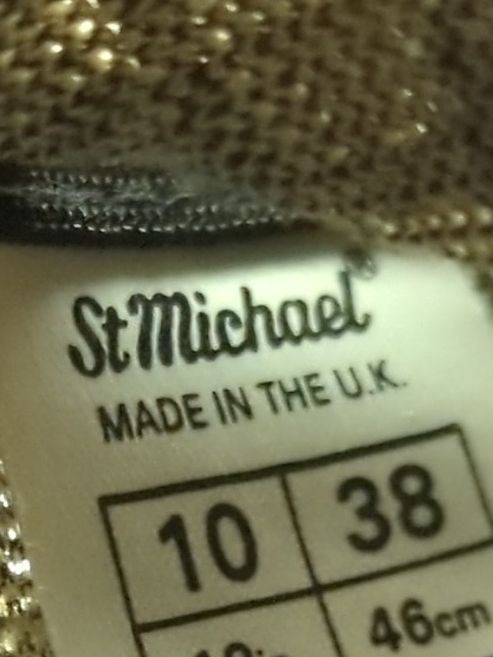 St Michael®
MADE IN THE U.K.
10 38
46cm